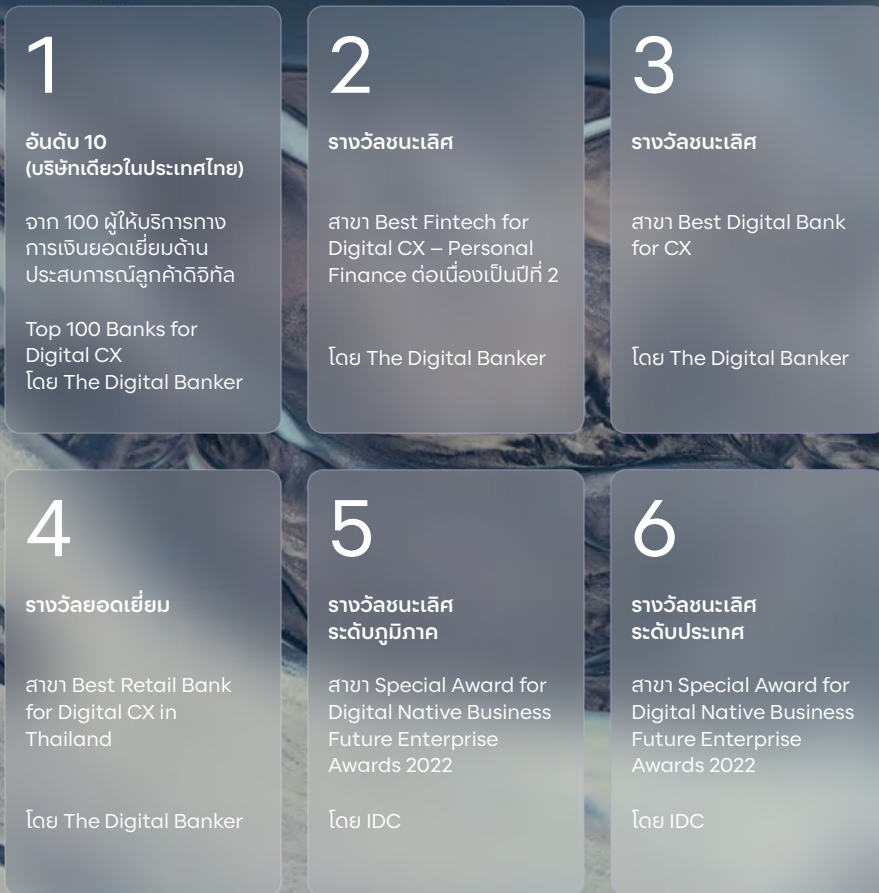 1
อันดับ 10
(บริษัทเดียวในประเทศไทย)
จาก 100 ผู้ให้บริการทาง
การเงินยอดเยี่ยมด้าน
ประสบการณ์ลูกค้าดิจิทัล
Top 100 Banks for
Digital CX
โดย The Digital Banker
2
รางวัลชนะเลิศ
สาขา Best Fintech for
Digital CX – Personal
Finance ต่อเนื่องเป็นปีที่ 2
โดย The Digital Banker
3
รางวัลชนะเลิศ
สาขา Best Digital Bank
for CX
โดย The Digital Banker
4
รางวัลยอดเยี่ยม
สาขา Best Retail Bank
for Digital CX in
Thailand
โดย The Digital Banker
5
รางวัลชนะเลิศ
ระดับภูมิภาค
สาขา Special Award for
Digital Native Business
Future Enterprise
Awards 2022
โดย IDC
6
รางวัลชนะเลิศ
ระดับประเทศ
สาขา Special Award for
Digital Native Business
Future Enterprise
Awards 2022
โดย IDC